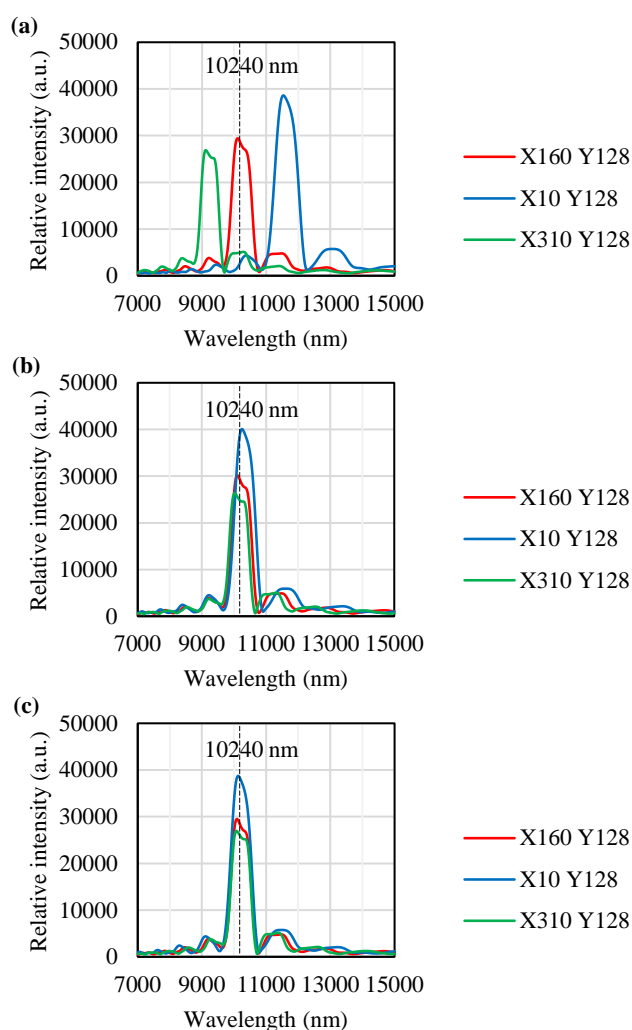 (a)
50000
40000
30000
20000
10000
0
Relative intensity (a.u.)
10240 nm
7000 9000 11000 13000 15000
Wavelength (nm)
X160 Y128
X10 Y128
X310 Y128
(b)
50000
40000
30000
20000
10000
0
Relative intensity (a.u.)
10240 nm
7000 9000 11000 13000 15000
Wavelength (nm)
X160 Y128
X10 Y128
X310 Y128
(c)
50000
40000
30000
20000
10000
0
Relative intensity (a.u.)
10240 nm
7000 9000 11000 13000 15000
Wavelength (nm)
X160 Y128
X10 Y128
X310 Y128